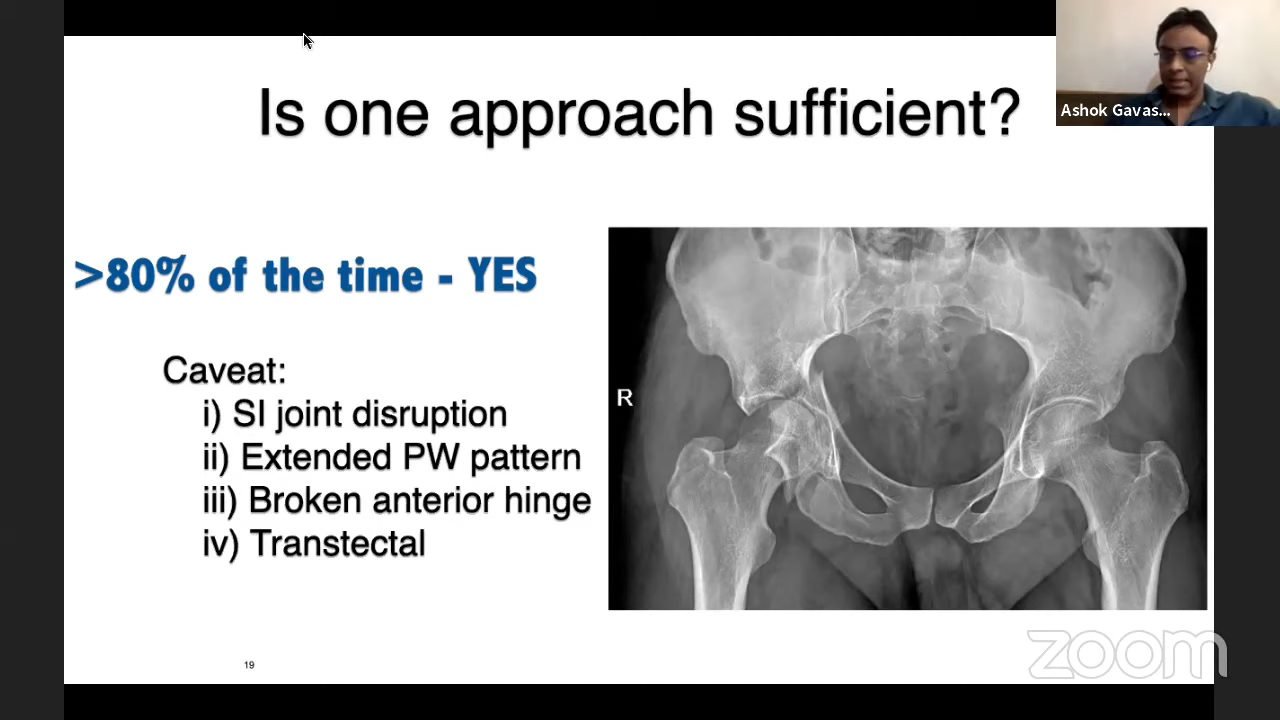 Is one approach sufficient?
Ashok Gavas...
>80% of the time - YES
Caveat:
i) SI joint disruption
ii) Extended PW pattern
iii) Broken anterior hinge
iv) Transtectal
R
19
zoom